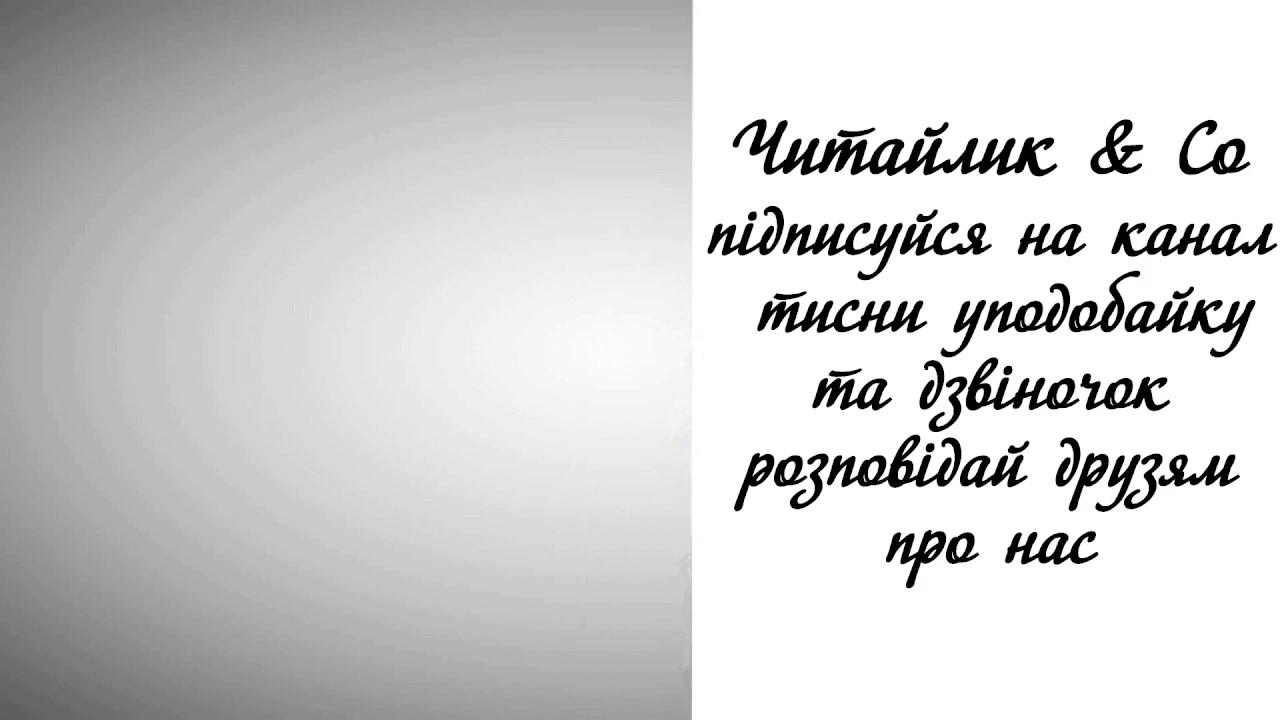 Читайлик & Co
підписуйся на канал
тисни уподобайку
та дзвіночок
розповідай друзям
про нас